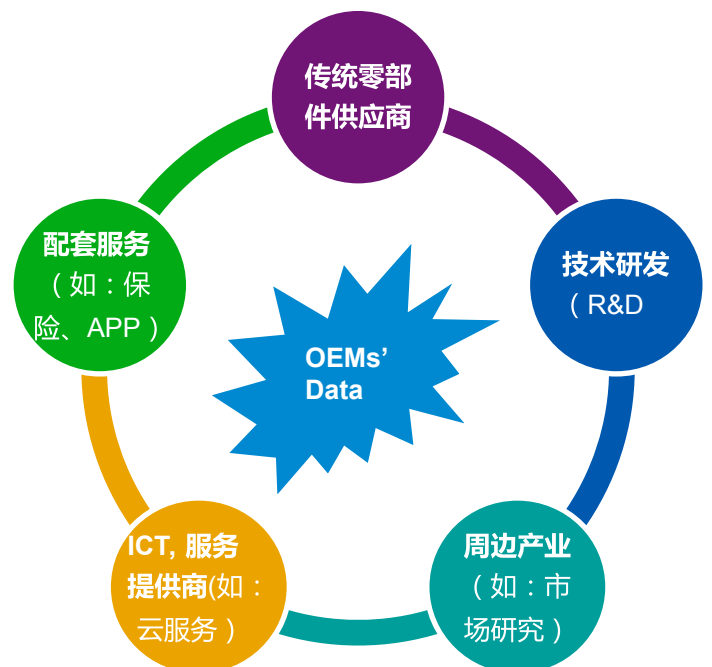 传统零部
件供应商
配套服务
（如：保
险、APP）
技术研发
（R&D
OEMs’
Data
ICT, 服务
提供商(如：
云服务）
周边产业
（如：市
场研究）